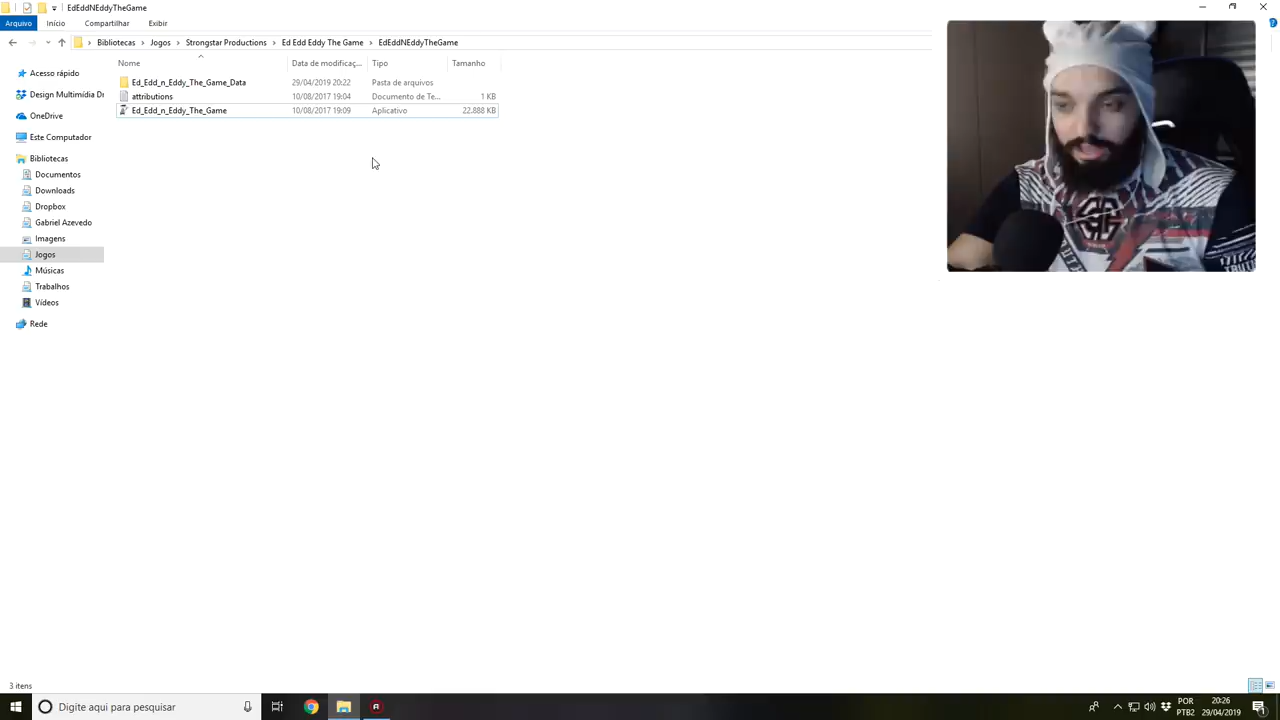 EdEddNEddyTheGame
Arquivo Início Compartilhar Exibir
Bibliotecas Jogos Strongstar Productions Ed Edd Eddy The Game EdEddNEddyTheGame
Nome Data de modificaç... Tipo Tamanho
Acesso rápido
Design Multimídia Dr
OneDrive
Este Computador
Bibliotecas
Documentos
Downloads
Dropbox
Gabriel Azevedo
Imagens
Jogos
Músicas
Trabalhos
Vídeos
Rede
Ed_Edd_n_Eddy_The_Game_Data 29/04/2019 20:22 Pasta de arquivos
attributions 10/08/2017 19:04 Documento de Te... 1 KB
Ed_Edd_n_Eddy_The_Game 10/08/2017 19:09 Aplicativo 22.888 KB
3 itens
Digite aqui para pesquisar
POR
PTB2
20:26
29/04/2019